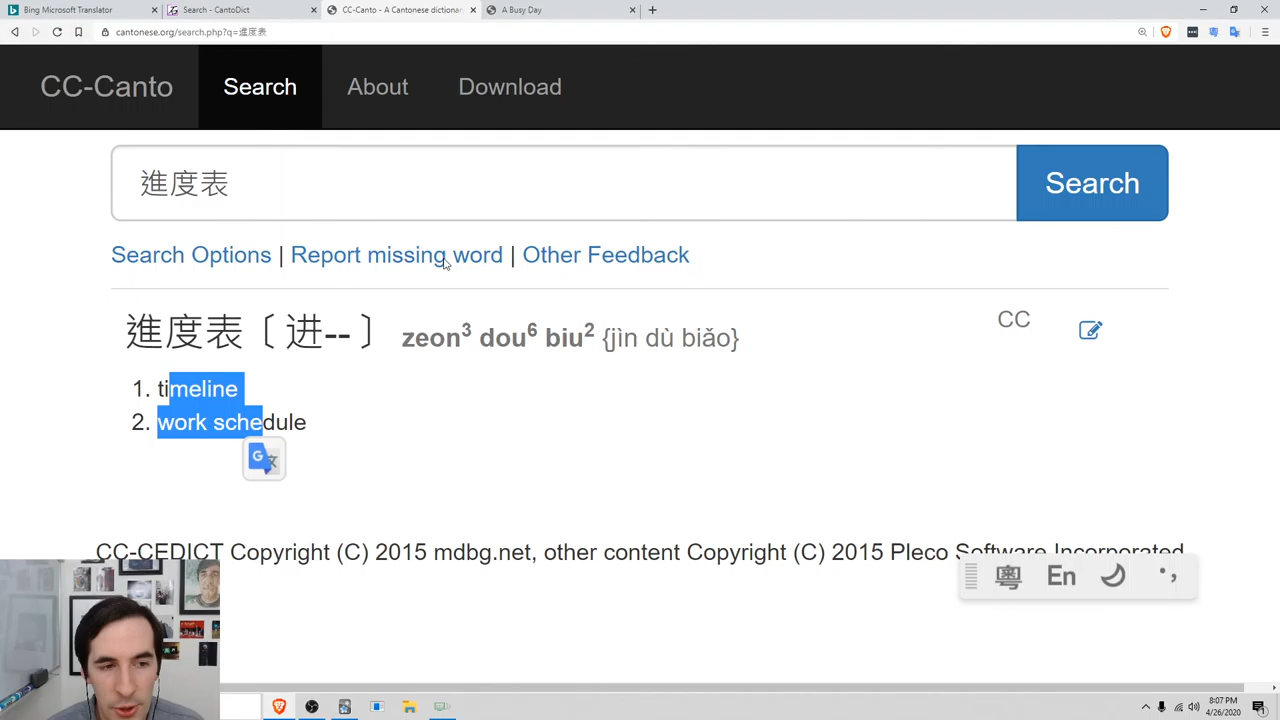 Bing Microsoft Translator
Search - CantoDict
CC-Canto - A Cantonese dictionar
A Busy Day
cantonese.org/search.php?q=進度表
CC-Canto
Search
About
Download
進度表
Search
Search Options | Report missing word | Other Feedback
進度表〔进--〕 zeon3 dou6 biu2 {jìn dù biǎo}
CC
1. timeline
2. work schedule
G文
CC-CEDICT Copyright (C) 2015 mdbg.net, other content Copyright (C) 2015 Pleco Software Incorporated
粵 En
8:07 PM
4/26/2020